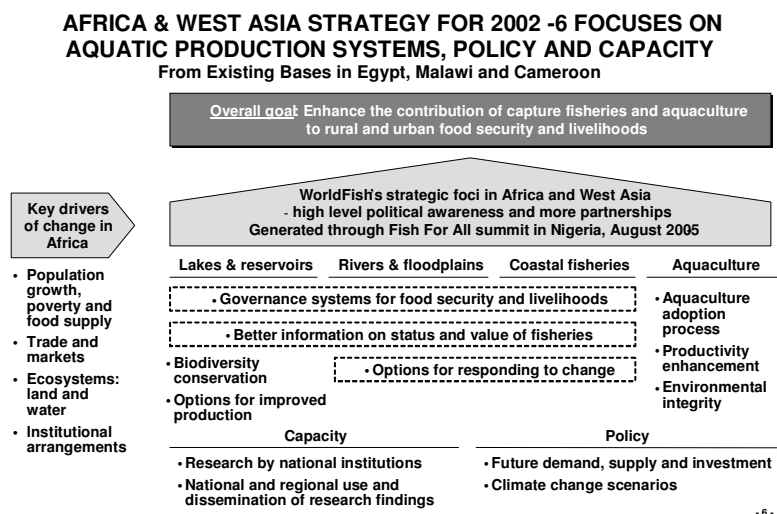 AFRICA & WEST ASIA STRATEGY FOR 2002 -6 FOCUSES ON
AQUATIC PRODUCTION SYSTEMS, POLICY AND CAPACITY
From Existing Bases in Egypt, Malawi and Cameroon
Overall goal: Enhance the contribution of capture fisheries and aquaculture
to rural and urban food security and livelihoods
Key drivers
of change in
Africa
• Population
growth,
poverty and
food supply
• Trade and
markets
• Ecosystems:
land and
water
• Institutional
arrangements
WorldFish's strategic foci in Africa and West Asia
- high level political awareness and more partnerships
Generated through Fish For All summit in Nigeria, August 2005
Lakes & reservoirs Rivers & floodplains Coastal fisheries Aquaculture
• Governance systems for food security and livelihoods
• Better information on status and value of fisheries
• Biodiversity
conservation
• Options for improved
production
• Options for responding to change
• Aquaculture
adoption
process
• Productivity
enhancement
• Environmental
integrity
Capacity
• Research by national institutions
• National and regional use and
dissemination of research findings
Policy
• Future demand, supply and investment
• Climate change scenarios
- 6 -